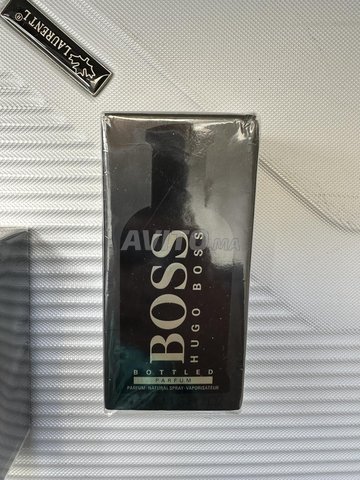 LAURENT L ®
AVITO.MA
BOSS
HUGO BOSS
BOTTLED
PARFUM
PARFUM NATURAL SPRAY VAPORISATEUR